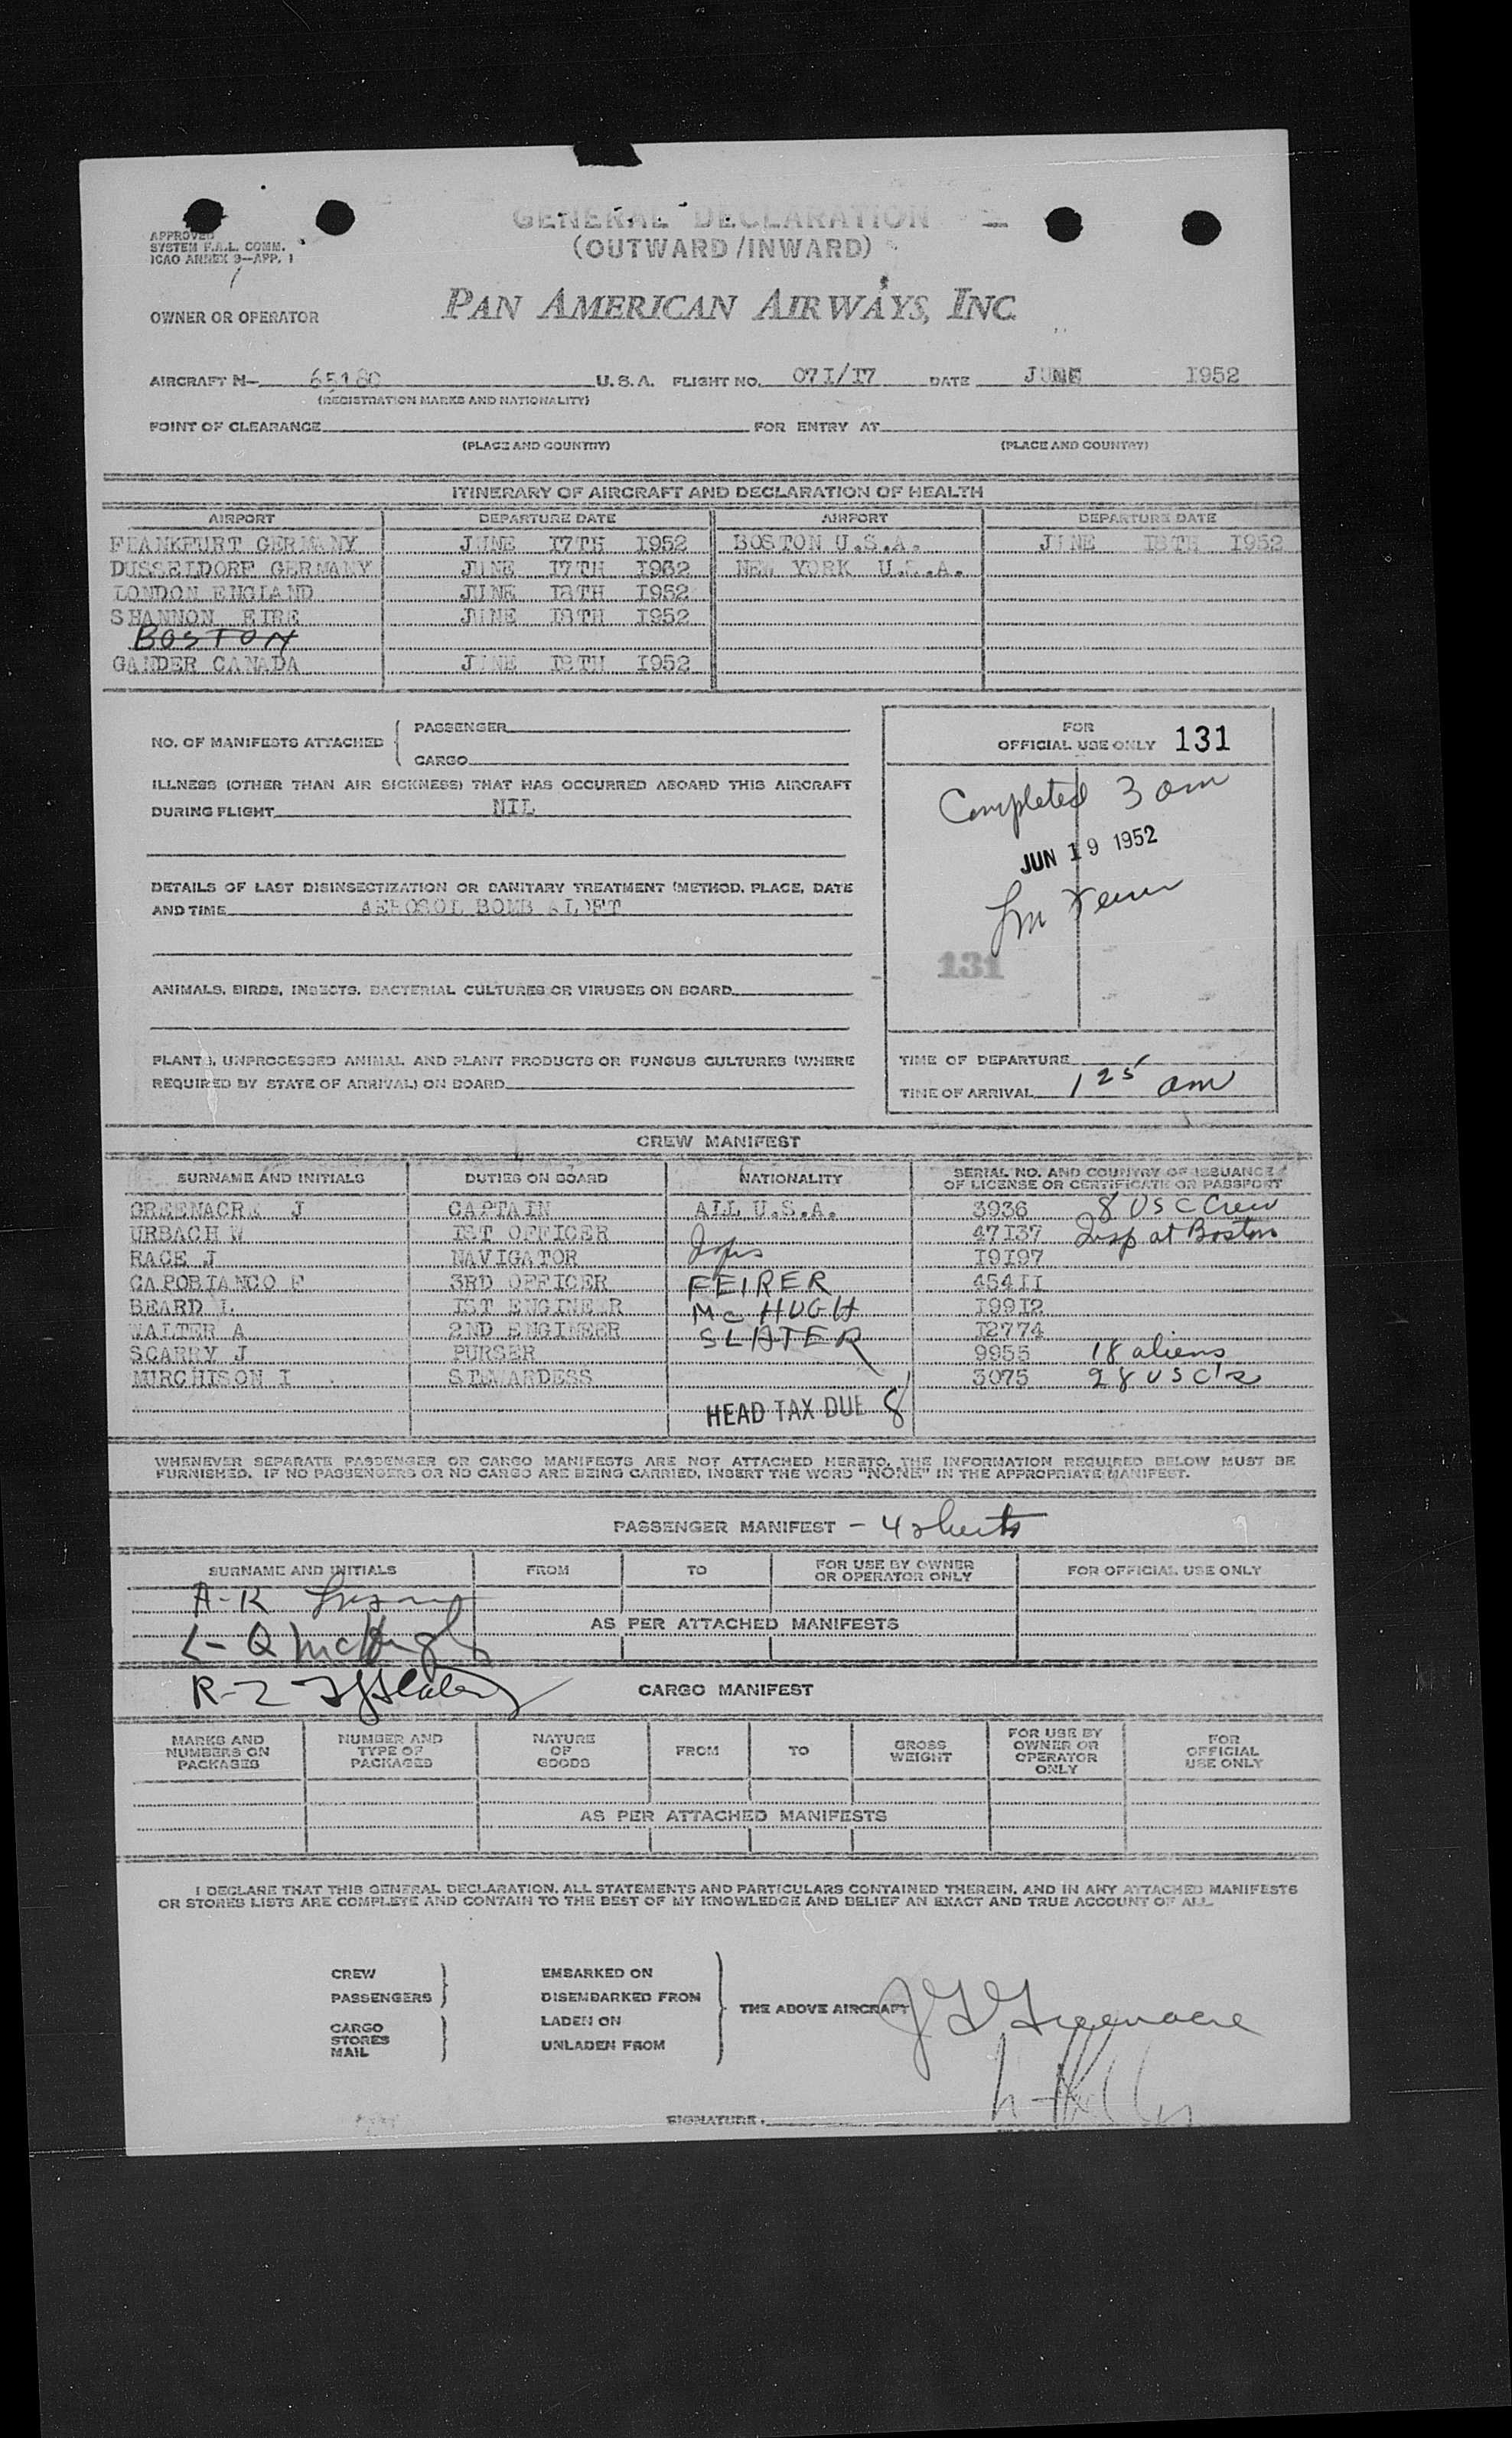 GENERAL DECLARATION
(OUTWARD/INWARD)
APPROVED
SYSTEM F.A.L. COMM.
ICAO ANNEX 9—APP. 1
OWNER OR OPERATOR PAN AMERICAN AIRWAYS, INC.
AIRCRAFT N- 65180 U.S.A. FLIGHT NO. 071/17 DATE JUNE 1952
(REGISTRATION MARKS AND NATIONALITY)
POINT OF CLEARANCE FOR ENTRY AT
(PLACE AND COUNTRY) (PLACE AND COUNTRY)
ITINERARY OF AIRCRAFT AND DECLARATION OF HEALTH
AIRPORT DEPARTURE DATE AIRPORT DEPARTURE DATE
FRANKFURT GERMANY JUNE 17TH 1952 BOSTON U.S.A. JUNE 18TH 1952
DUSSELDORF GERMANY JUNE 17TH 1952 NEW YORK U.S.A.
LONDON ENGLAND JUNE 18TH 1952
SHANNON EIRE JUNE 18TH 1952
BOSTON
GANDER CANADA JUNE 18TH 1952
NO. OF MANIFESTS ATTACHED { PASSENGER
CARGO
FOR
OFFICIAL USE ONLY 131
ILLNESS (OTHER THAN AIR SICKNESS) THAT HAS OCCURRED ABOARD THIS AIRCRAFT
DURING FLIGHT NIL
Completed 3 am
JUN 19 1952
DETAILS OF LAST DISINSECTIZATION OR SANITARY TREATMENT (METHOD, PLACE, DATE
AND TIME AEROSOL BOMB ALOFT
131
ANIMALS, BIRDS, INSECTS, BACTERIAL CULTURES OR VIRUSES ON BOARD
PLANTS, UNPROCESSED ANIMAL AND PLANT PRODUCTS OR FUNGUS CULTURES (WHERE
REQUIRED BY STATE OF ARRIVAL) ON BOARD
TIME OF DEPARTURE
TIME OF ARRIVAL 1 25 am
CREW MANIFEST
SURNAME AND INITIALS DUTIES ON BOARD NATIONALITY SERIAL NO. AND COUNTRY OF ISSUANCE
OF LICENSE OR CERTIFICATE OR PASSPORT
GREENACRE J CAPTAIN ALL U.S.A. 3936 8 USC Crew
URBACH W 1ST OFFICER 47137 Insp at Boston
RACE J NAVIGATOR Insps 19197
CAPOBIANCO F 3RD OFFICER FEIRER 45411
BEARD L 1ST ENGINEER McHUGH 19912
WALTER A 2ND ENGINEER SLATER 12774
SCARRY J PURSER 9955 18 aliens
MURCHISON I STEWARDESS 3075 28 USC's
HEAD TAX DUE 8
WHENEVER SEPARATE PASSENGER OR CARGO MANIFESTS ARE NOT ATTACHED HERETO, THE INFORMATION REQUIRED BELOW MUST BE
FURNISHED. IF NO PASSENGERS OR NO CARGO ARE BEING CARRIED, INSERT THE WORD "NONE" IN THE APPROPRIATE MANIFEST.
PASSENGER MANIFEST - 4 sheets
SURNAME AND INITIALS FROM TO FOR USE BY OWNER
OR OPERATOR ONLY FOR OFFICIAL USE ONLY
A-K
AS PER ATTACHED MANIFESTS
L-Q McHugh
R-Z Slater
CARGO MANIFEST
MARKS AND
NUMBERS ON
PACKAGES NUMBER AND
TYPE OF
PACKAGES NATURE
OF
GOODS FROM TO GROSS
WEIGHT FOR USE BY
OWNER OR
OPERATOR
ONLY FOR
OFFICIAL
USE ONLY
AS PER ATTACHED MANIFESTS
I DECLARE THAT THIS GENERAL DECLARATION, ALL STATEMENTS AND PARTICULARS CONTAINED THEREIN, AND IN ANY ATTACHED MANIFESTS
OR STORES LISTS ARE COMPLETE AND CONTAIN TO THE BEST OF MY KNOWLEDGE AND BELIEF AN EXACT AND TRUE ACCOUNT OF ALL
CREW EMBARKED ON
PASSENGERS } DISEMBARKED FROM } THE ABOVE AIRCRAFT J Greenacre
CARGO LADEN ON
STORES
MAIL UNLADEN FROM
SIGNATURE.